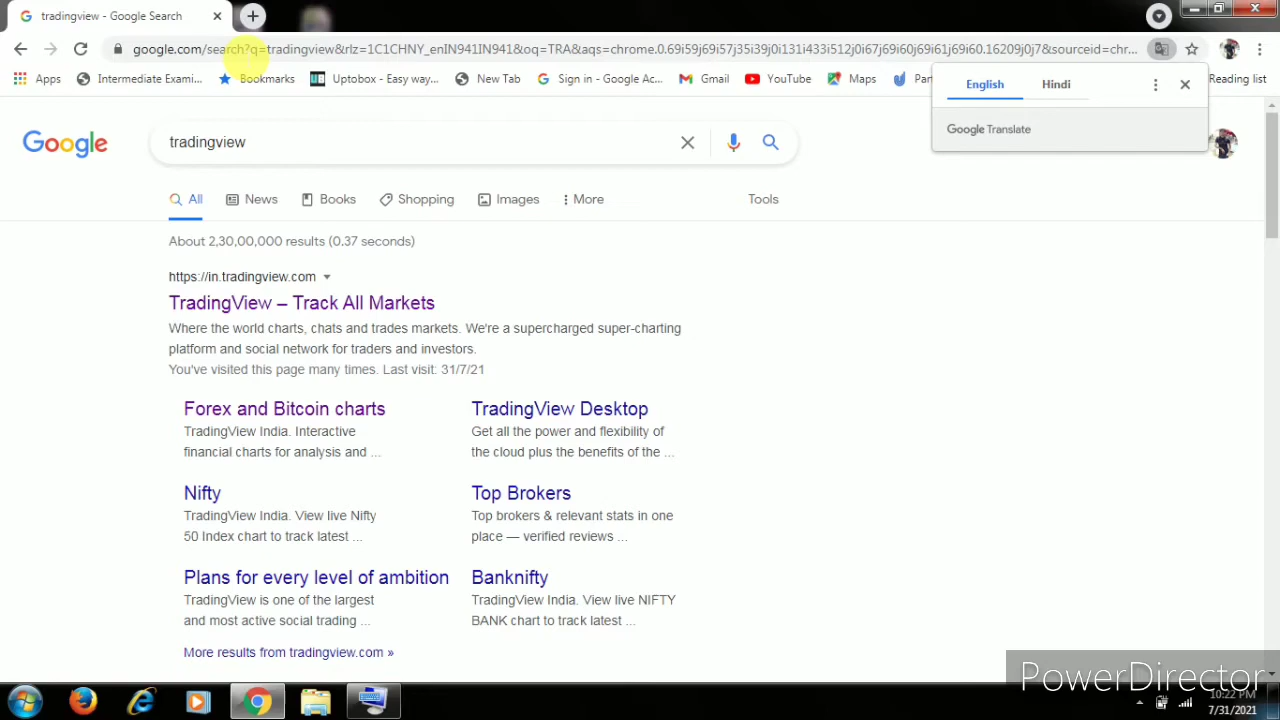 tradingview - Google Search
google.com/search?q=tradingview&rlz=1C1CHNY_enIN941IN941&oq=TRA&aqs=chrome.0.69i59j69i57j35i39j0i131i433i512j0i67j69i60j69i61j69i60.16209j0j7&sourceid=chr...
Apps Intermediate Exami... Bookmarks Uptobox - Easy way... New Tab Sign in - Google Ac... Gmail YouTube Maps Reading list
English Hindi
Google Translate
Google
tradingview
All News Books Shopping Images More Tools
About 2,30,00,000 results (0.37 seconds)
https://in.tradingview.com
TradingView – Track All Markets
Where the world charts, chats and trades markets. We're a supercharged super-charting
platform and social network for traders and investors.
You've visited this page many times. Last visit: 31/7/21
Forex and Bitcoin charts
TradingView India. Interactive
financial charts for analysis and ...
TradingView Desktop
Get all the power and flexibility of
the cloud plus the benefits of the ...
Nifty
TradingView India. View live Nifty
50 Index chart to track latest ...
Top Brokers
Top brokers & relevant stats in one
place — verified reviews ...
Plans for every level of ambition
TradingView is one of the largest
and most active social trading ...
Banknifty
TradingView India. View live NIFTY
BANK chart to track latest ...
More results from tradingview.com »
PowerDirector
10:22 PM
7/31/2021